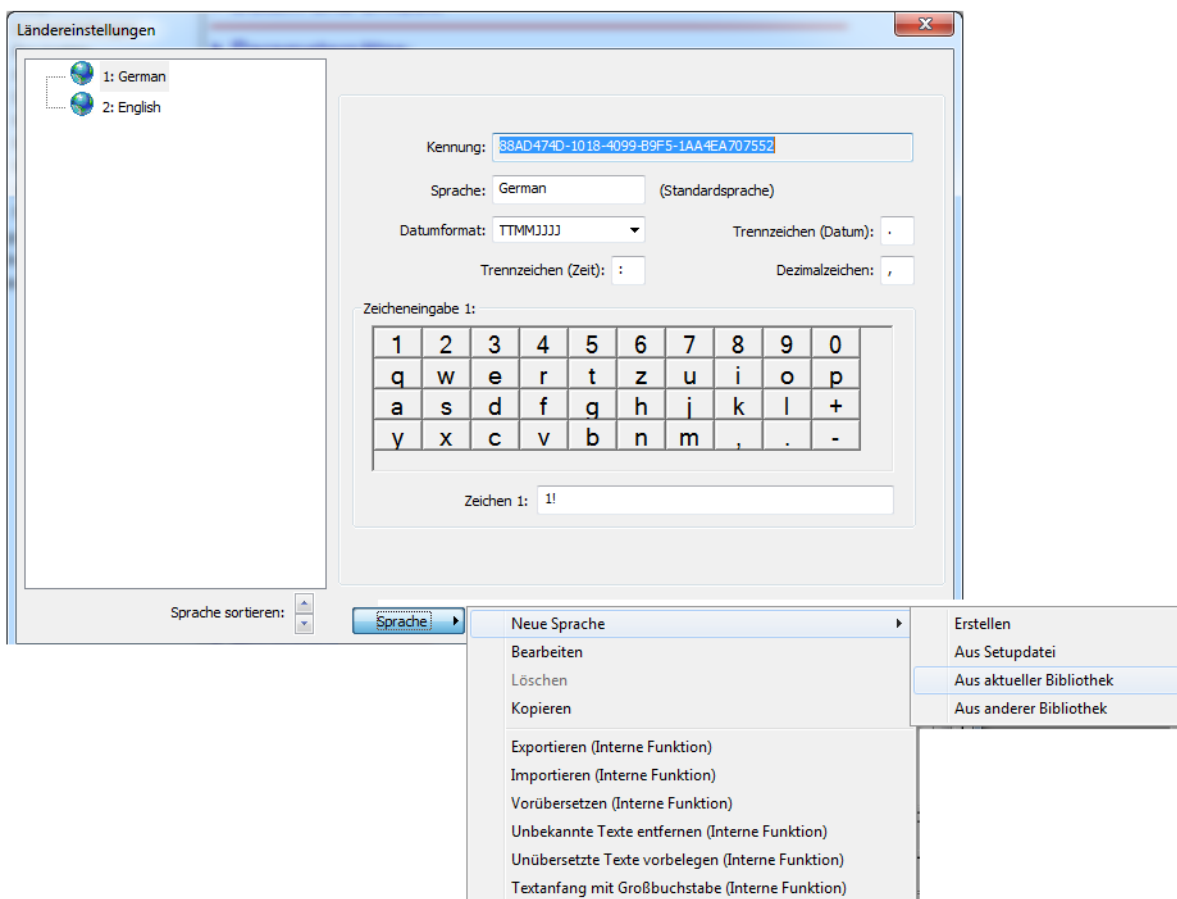 Ländereinstellungen
1: German
2: English
Kennung: 88AD474D-1018-4099-B9F5-1AA4EA707552
Sprache: German (Standardsprache)
Datumformat: TTMMJJJJ Trennzeichen (Datum): .
Trennzeichen (Zeit): : Dezimalzeichen: ,
Zeicheneingabe 1:
1 2 3 4 5 6 7 8 9 0
q w e r t z u i o p
a s d f g h j k l +
y x c v b n m , . -
Zeichen 1: 1!
Sprache sortieren:
Sprache
Neue Sprache
Bearbeiten
Löschen
Kopieren
Exportieren (Interne Funktion)
Importieren (Interne Funktion)
Vorübersetzen (Interne Funktion)
Unbekannte Texte entfernen (Interne Funktion)
Unübersetzte Texte vorbelegen (Interne Funktion)
Textanfang mit Großbuchstabe (Interne Funktion)
Erstellen
Aus Setupdatei
Aus aktueller Bibliothek
Aus anderer Bibliothek